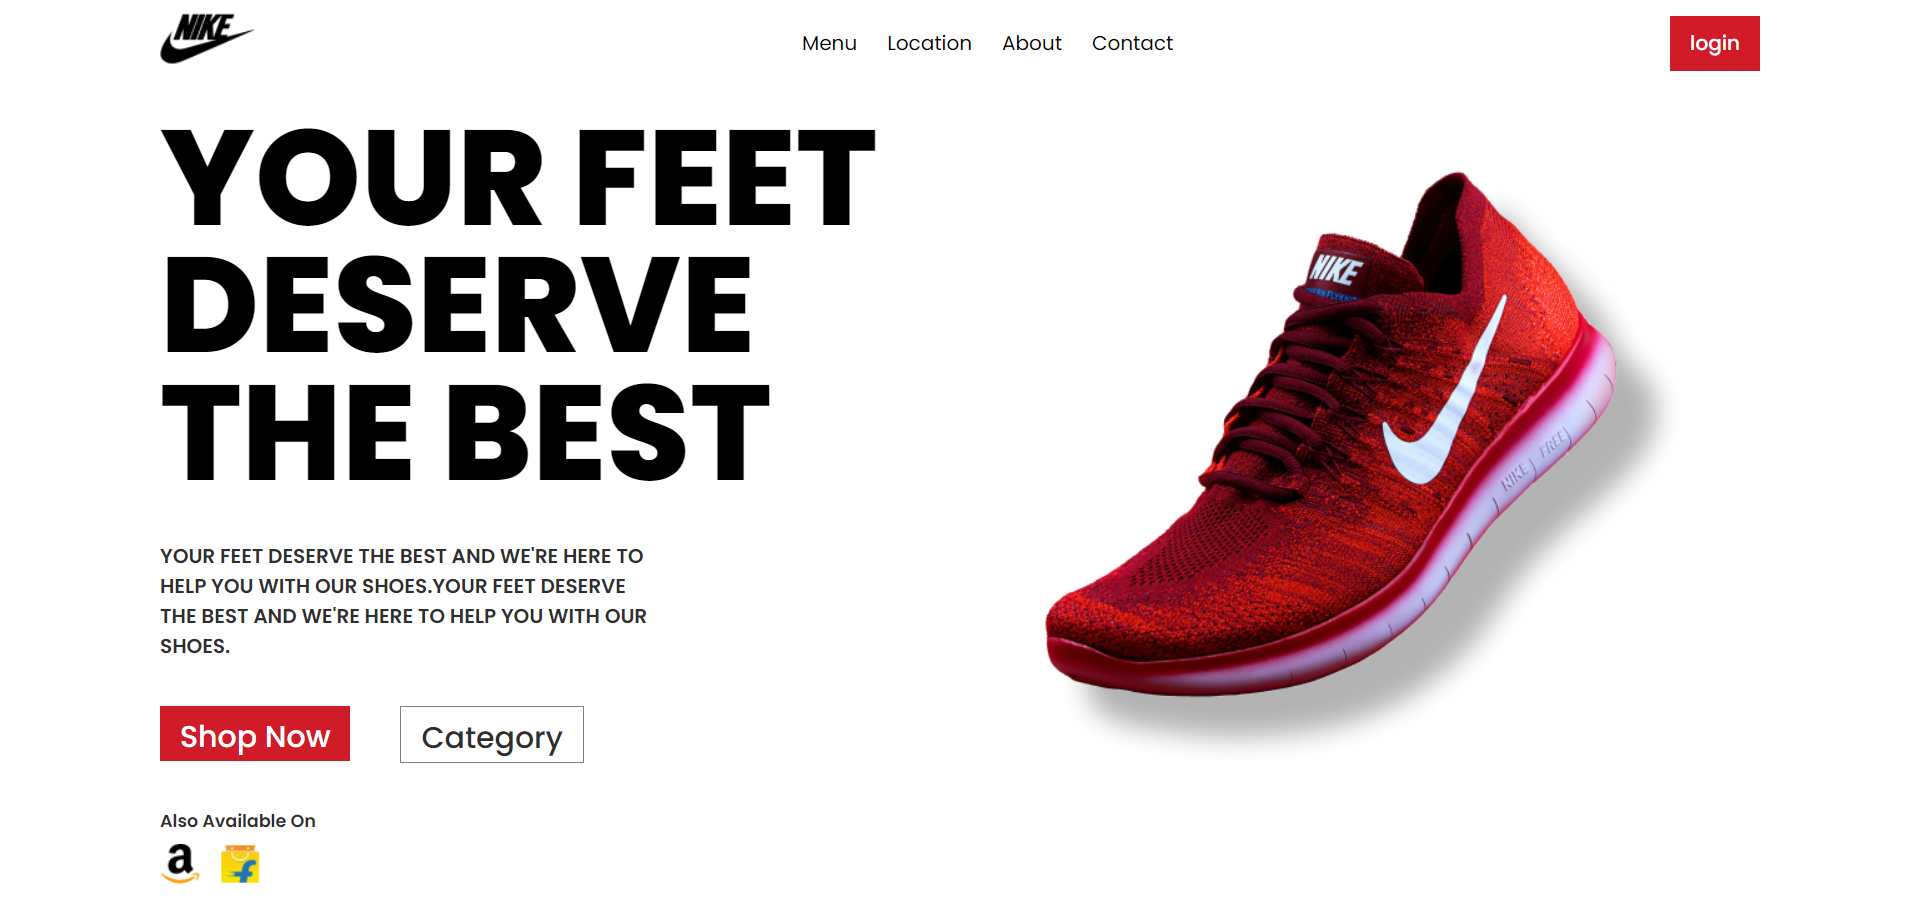 NIKE
Menu Location About Contact
login
YOUR FEET
DESERVE
THE BEST
YOUR FEET DESERVE THE BEST AND WE'RE HERE TO
HELP YOU WITH OUR SHOES.YOUR FEET DESERVE
THE BEST AND WE'RE HERE TO HELP YOU WITH OUR
SHOES.
Shop Now
Category
Also Available On
a
f
NIKE
NIKE FREE